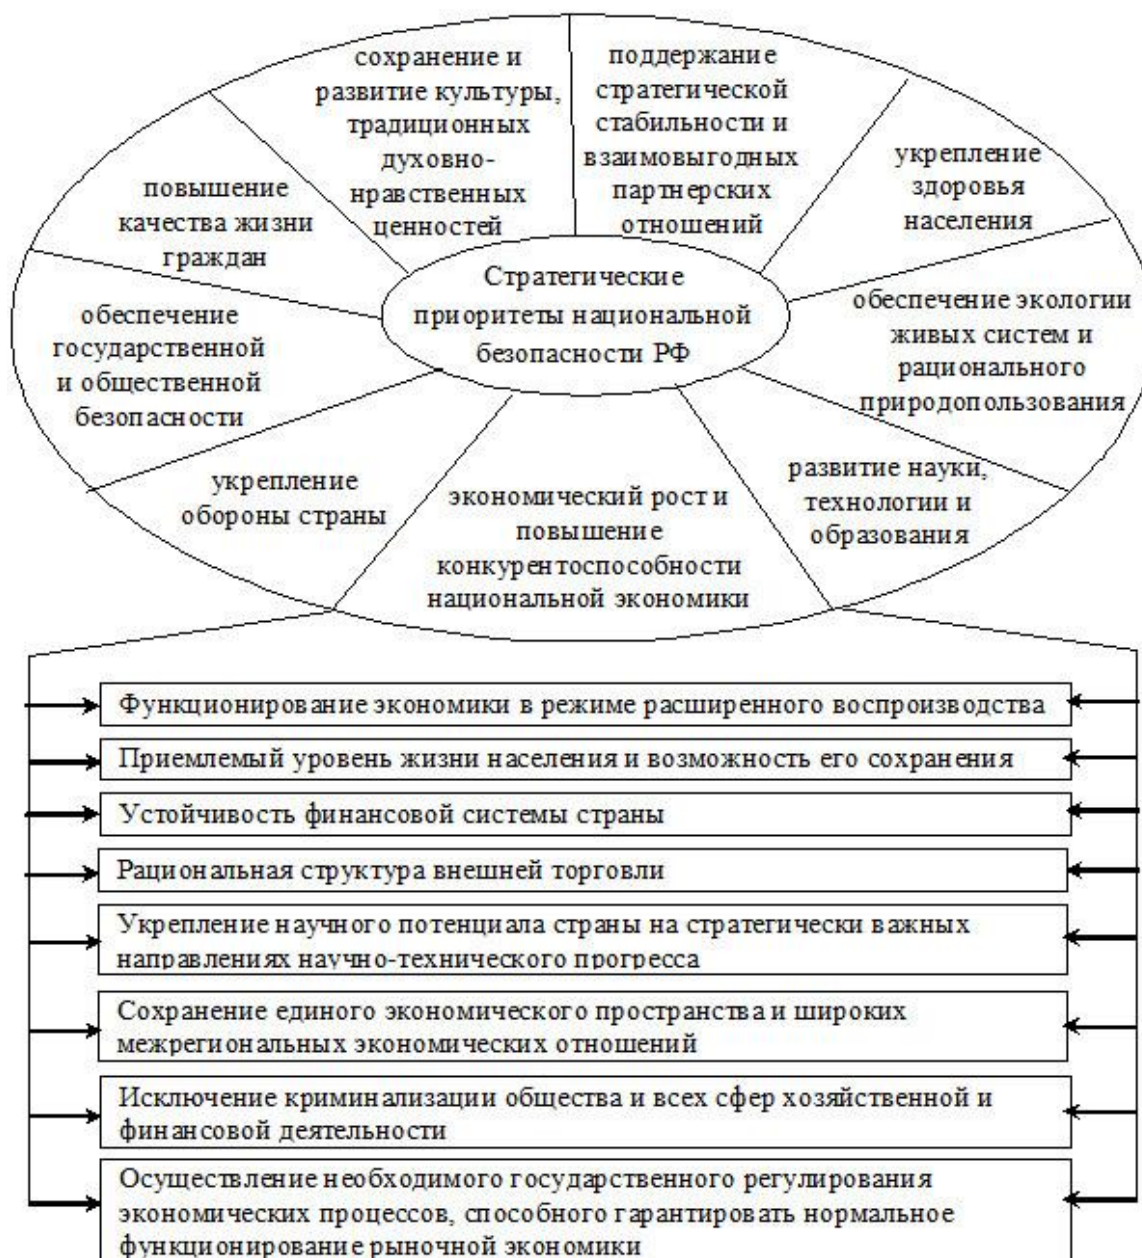 сохранение и
развитие культуры,
традиционных
духовно-
нравственных
ценностей
поддержание
стратегической
стабильности и
взаимовыгодных
партнерских
отношений
укрепление
здоровья
населения
повышение
качества жизни
граждан
Стратегические
приоритеты национальной
безопасности РФ
обеспечение экологии
живых систем и
рационального
природопользования
обеспечение
государственной
и общественной
безопасности
развитие науки,
технологии и
образования
укрепление
обороны страны
экономический рост и
повышение
конкурентоспособности
национальной экономики
Функционирование экономики в режиме расширенного воспроизводства
Приемлемый уровень жизни населения и возможность его сохранения
Устойчивость финансовой системы страны
Рациональная структура внешней торговли
Укрепление научного потенциала страны на стратегически важных
направлениях научно-технического прогресса
Сохранение единого экономического пространства и широких
межрегиональных экономических отношений
Исключение криминализации общества и всех сфер хозяйственной и
финансовой деятельности
Осуществление необходимого государственного регулирования
экономических процессов, способного гарантировать нормальное
функционирование рыночной экономики